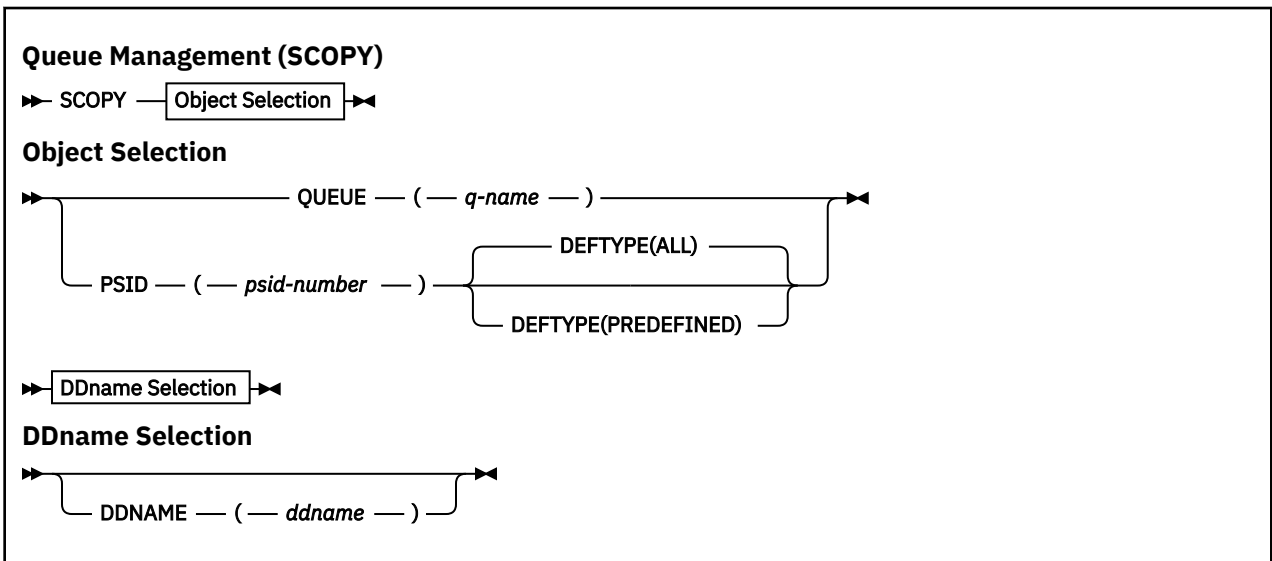 Queue Management (SCOPY)
SCOPY Object Selection
Object Selection
QUEUE ( q-name )
DEFTYPE(ALL)
PSID ( psid-number )
DEFTYPE(PREDEFINED)
DDname Selection
DDname Selection
DDNAME ( ddname )